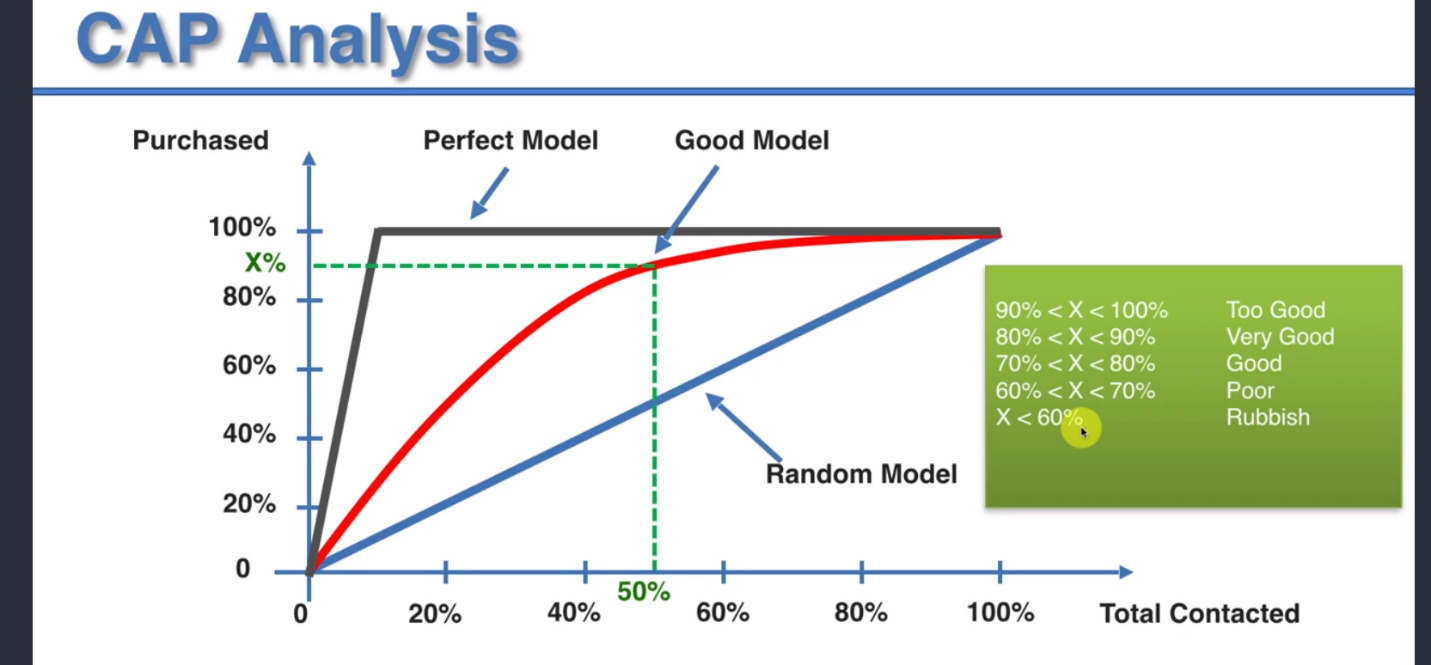 CAP Analysis
Purchased
Perfect Model
Good Model
100%
X%
80%
60%
40%
20%
0
90% < X < 100% Too Good
80% < X < 90% Very Good
70% < X < 80% Good
60% < X < 70% Poor
X < 60% Rubbish
Random Model
50%
0 20% 40% 60% 80% 100% Total Contacted